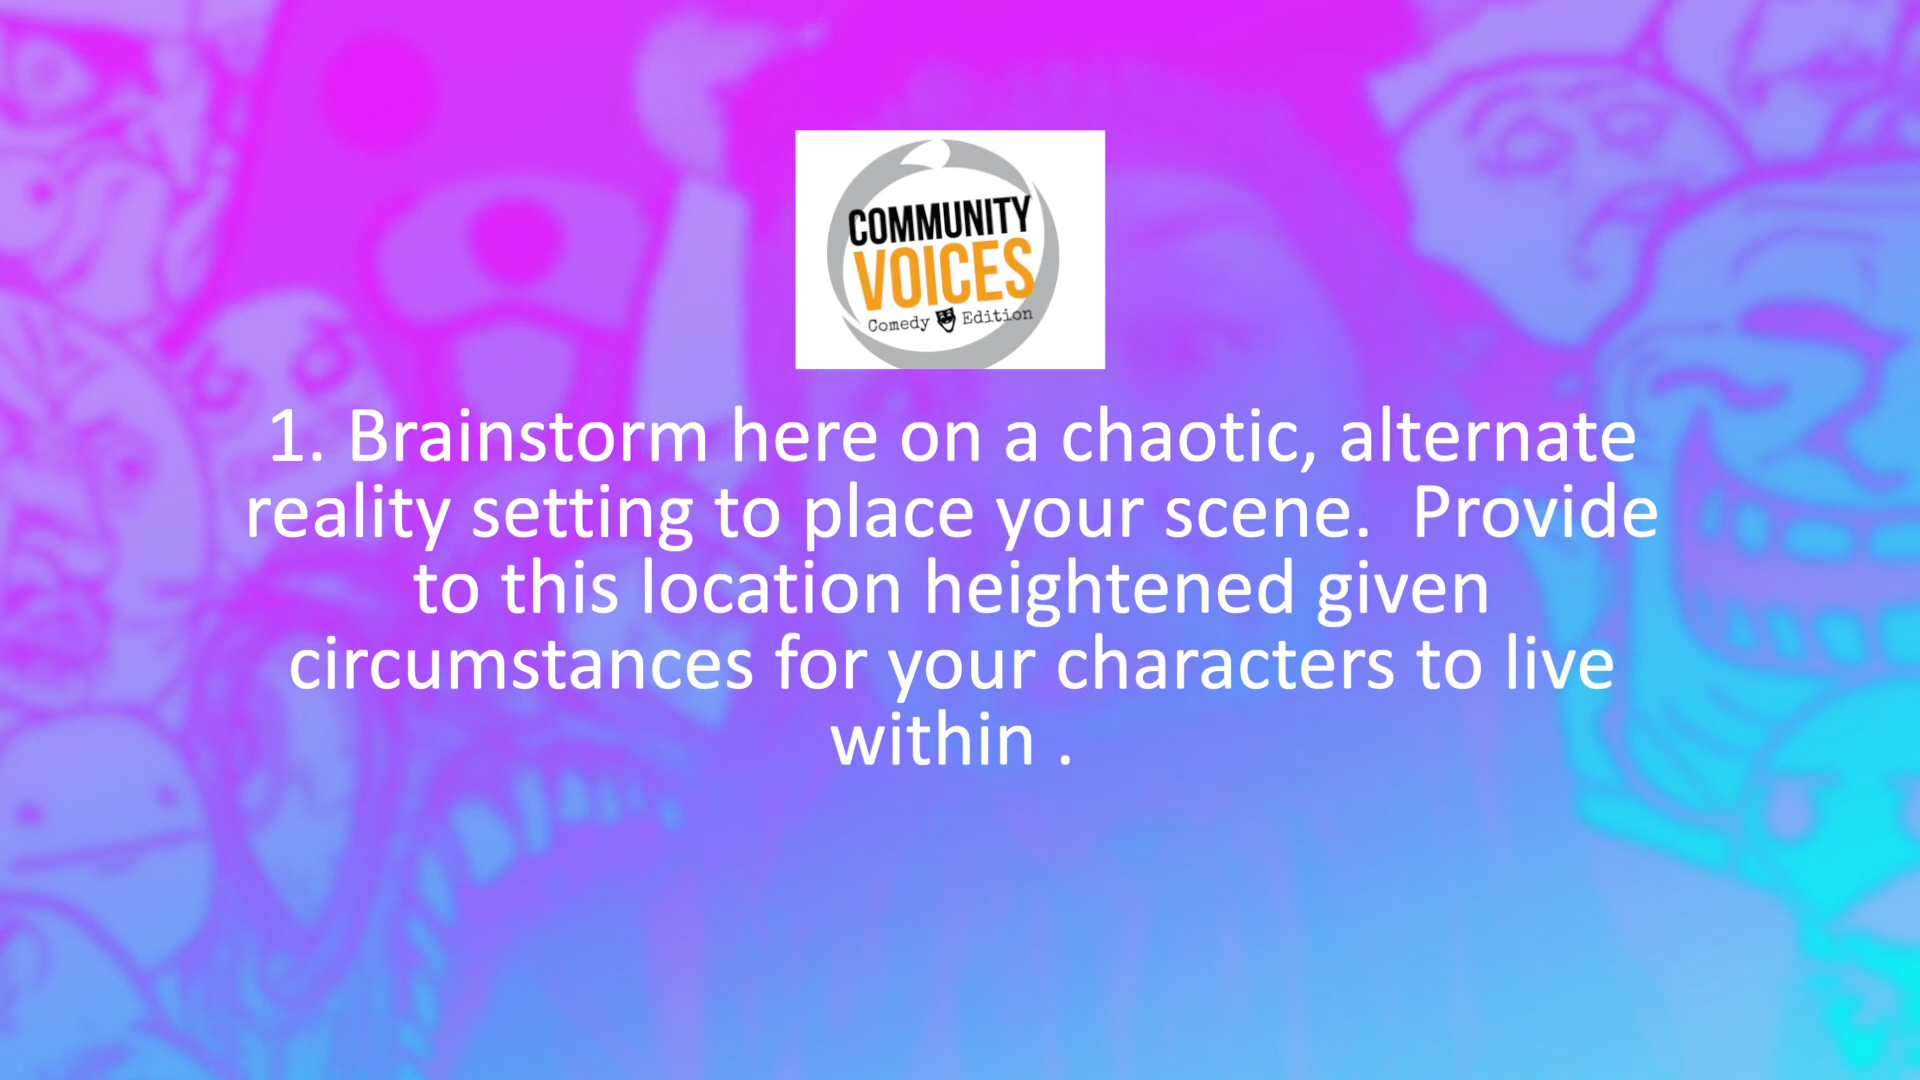 COMMUNITY
VOICES
Comedy Edition
1. Brainstorm here on a chaotic, alternate
reality setting to place your scene.  Provide
to this location heightened given
circumstances for your characters to live
within .